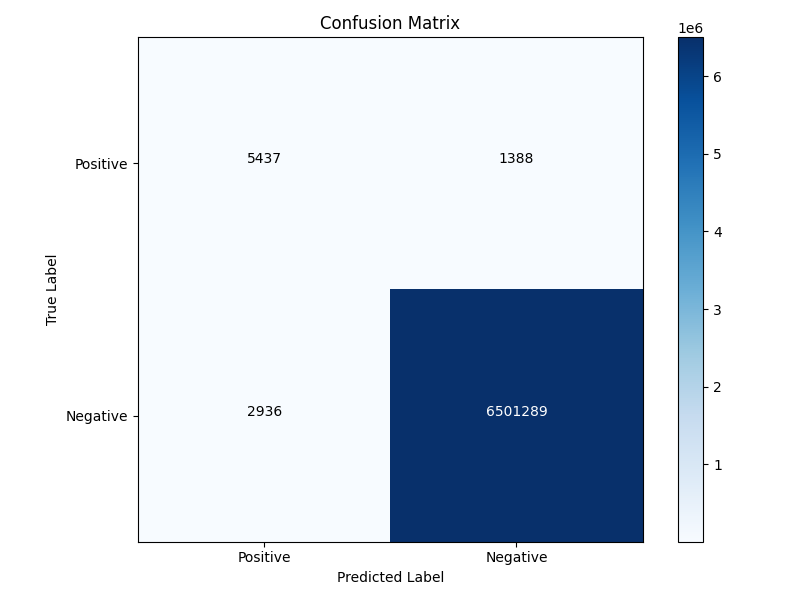 Confusion Matrix
1e6
6
5
4
3
2
1
True Label
Positive
5437
1388
Negative
2936
6501289
Positive
Negative
Predicted Label